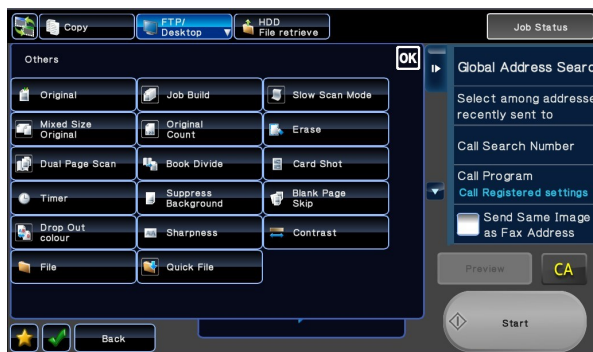 Copy
FTP/
Desktop
HDD
File retrieve
Job Status
Others
OK
Original
Job Build
Slow Scan Mode
Mixed Size
Original
Original
Count
Erase
Dual Page Scan
Book Divide
Card Shot
Timer
Suppress
Background
Blank Page
Skip
Drop Out
colour
Sharpness
Contrast
File
Quick File
Back
Global Address Searc
Select among addresse
recently sent to
Call Search Number
Call Program
Call Registered settings
Send Same Image
as Fax Address
Preview
CA
Start